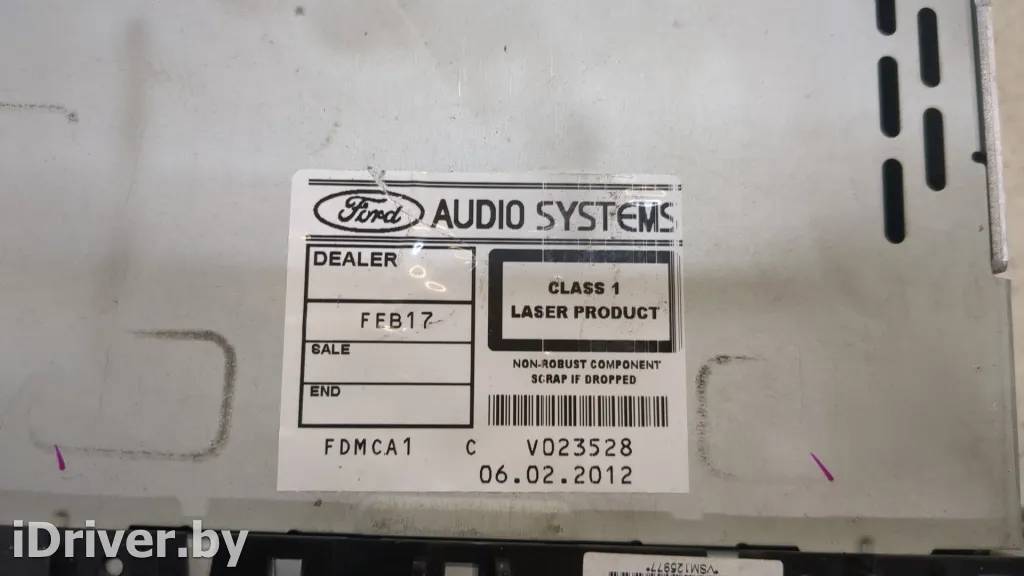 Ford AUDIO SYSTEMS
DEALER
FEB17
SALE
END
CLASS 1
LASER PRODUCT
NON-ROBUST COMPONENT
SCRAP IF DROPPED
FDMCA1 C V023528
06.02.2012
*VSM125977*
iDriver.by